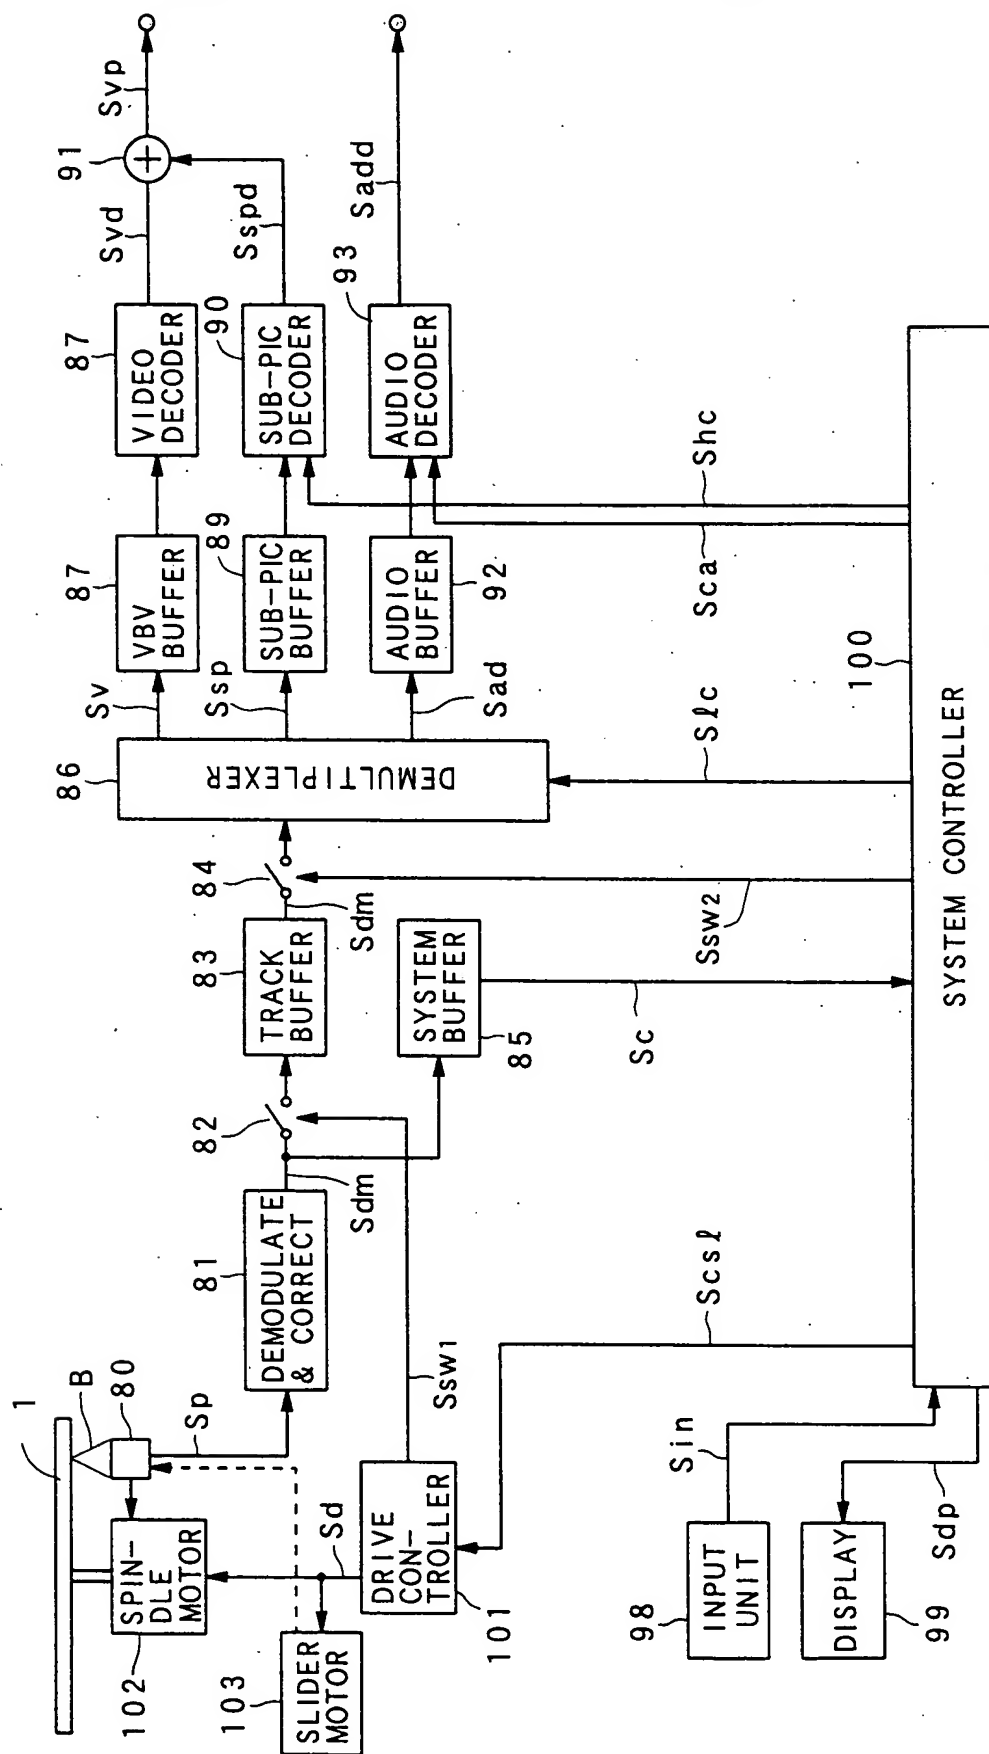 1
B
80
SPIN-
DLE
MOTOR
102
SLIDER
MOTOR
103
Sp
Sd
DRIVE
CON-
TROLLER
101
DEMODULATE
& CORRECT
81
Sdm
82
Ssw1
TRACK
BUFFER
83
Sdm
84
SYSTEM
BUFFER
85
DEMULTIPLEXER
86
Sv
Ssp
Sad
VBV
BUFFER
87
SUB-PIC
BUFFER
89
AUDIO
BUFFER
92
VIDEO
DECODER
87
SUB-PIC
DECODER
90
AUDIO
DECODER
93
Svd
Sspd
Sadd
91
+
Svp
INPUT
UNIT
98
DISPLAY
99
Sin
Sdp
Scsℓ
Sc
Ssw2
Sℓc
Sca
Shc
100
SYSTEM CONTROLLER